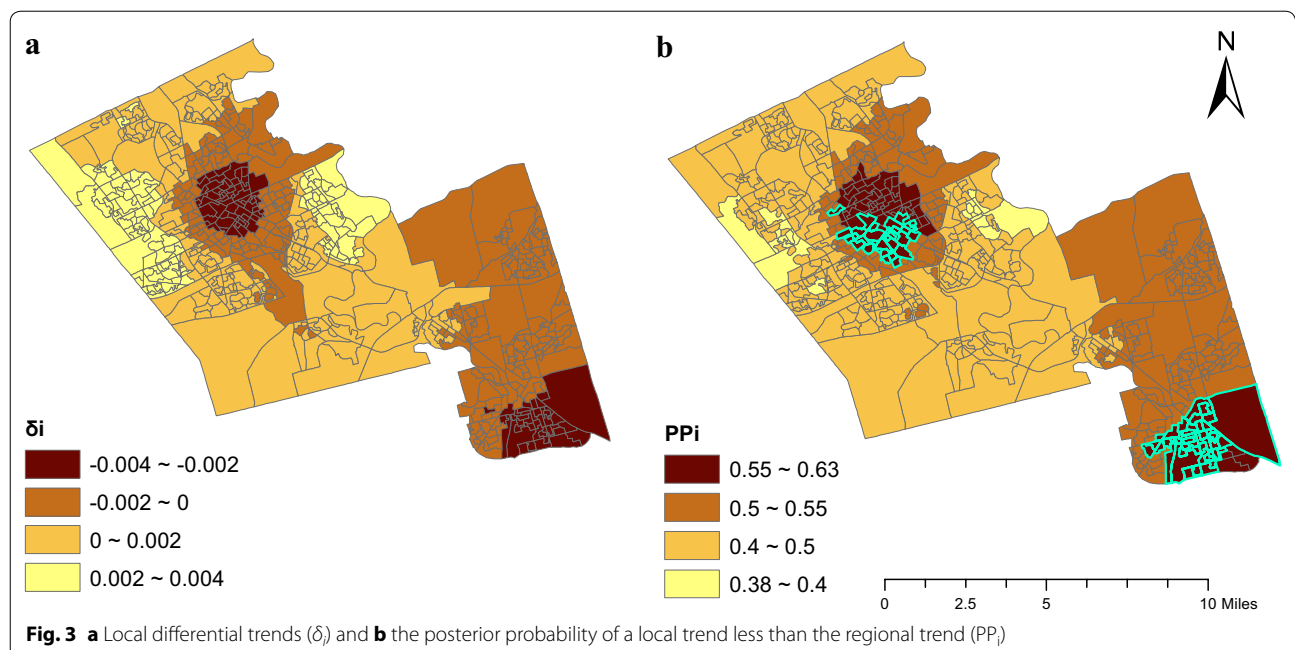 a
b
N
δi
-0.004 ~ -0.002
-0.002 ~ 0
0 ~ 0.002
0.002 ~ 0.004
PPi
0.55 ~ 0.63
0.5 ~ 0.55
0.4 ~ 0.5
0.38 ~ 0.4
0 2.5 5 10 Miles
Fig. 3 a Local differential trends (δi) and b the posterior probability of a local trend less than the regional trend (PPi)